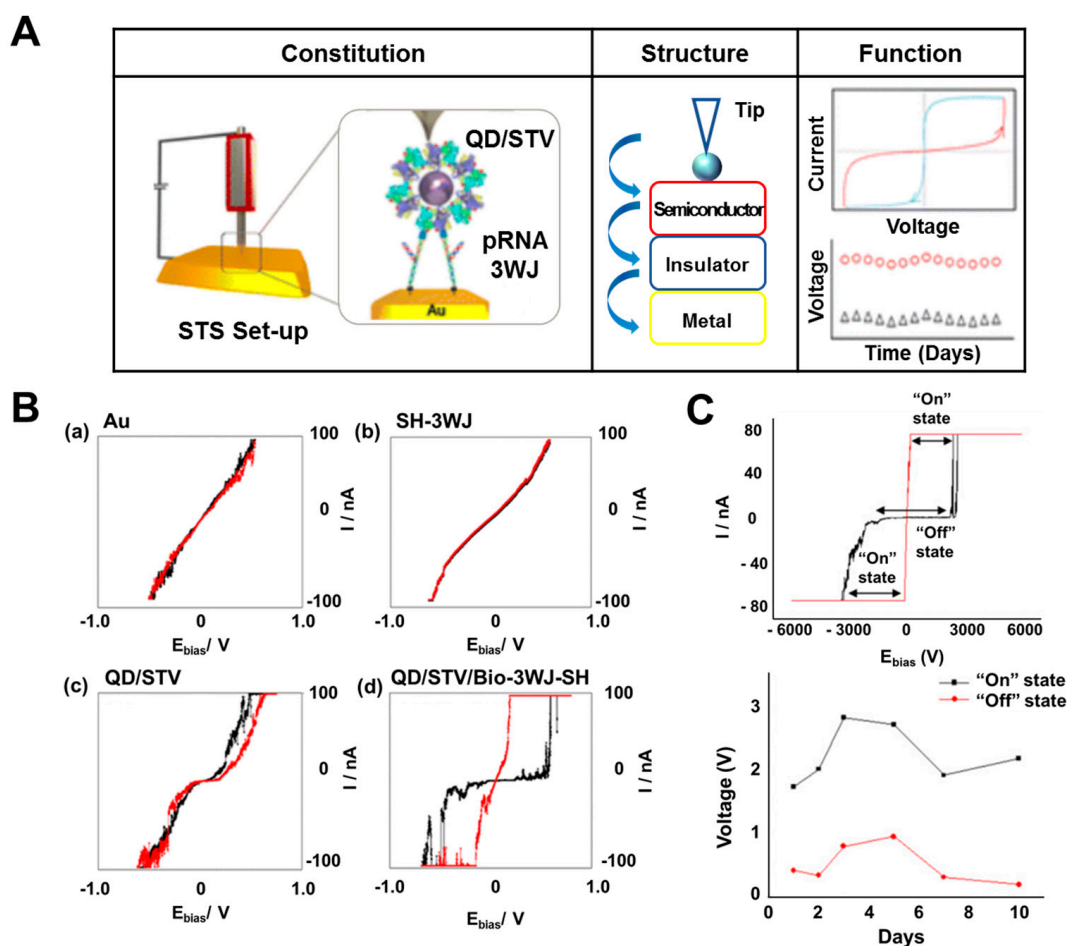 A
Constitution
Structure
Function
QD/STV
pRNA
3WJ
Au
STS Set-up
Tip
Semiconductor
Insulator
Metal
Current
Voltage
Voltage
Time (Days)
B
(a)
Au
100
0
-100
I / nA
-1.0
0
1.0
Ebias/ V
(b)
SH-3WJ
100
0
-100
I / nA
-1.0
0
1.0
Ebias/ V
(c)
QD/STV
100
0
-100
I / nA
-1.0
0
1.0
Ebias/ V
(d)
QD/STV/Bio-3WJ-SH
100
0
-100
I / nA
-1.0
0
1.0
Ebias/ V
C
“On”
state
80
40
0
- 40
- 80
I / nA
“Off”
state
“On”
state
- 6000
-3000
0
3000
6000
Ebias (V)
“On” state
“Off” state
3
2
1
0
Voltage (V)
0
2
4
6
8
10
Days